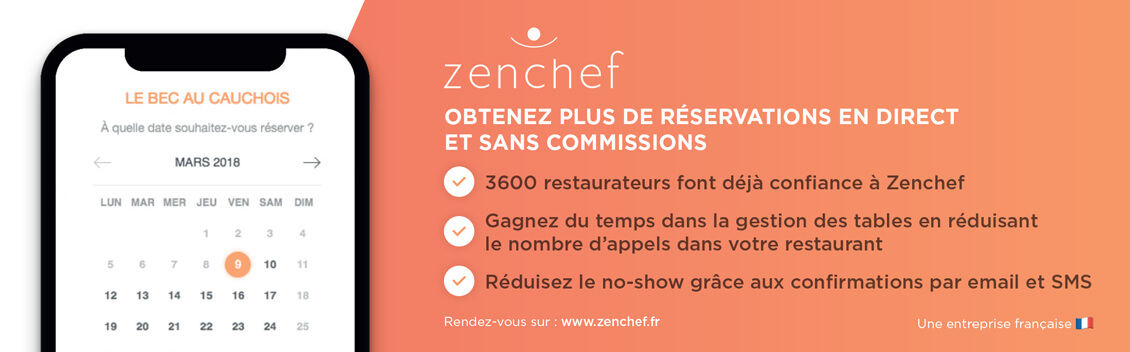 LE BEC AU CAUCHOIS
À quelle date souhaitez-vous réserver ?
← MARS 2018 →
LUN MAR MER JEU VEN SAM DIM
1 2 3 4
5 6 7 8 9 10 11
12 13 14 15 16 17 18
19 20 21 22 23 24 25
zenchef
OBTENEZ PLUS DE RÉSERVATIONS EN DIRECT
ET SANS COMMISSIONS
3600 restaurateurs font déjà confiance à Zenchef
Gagnez du temps dans la gestion des tables en réduisant
le nombre d’appels dans votre restaurant
Réduisez le no-show grâce aux confirmations par email et SMS
Rendez-vous sur : www.zenchef.fr
Une entreprise française